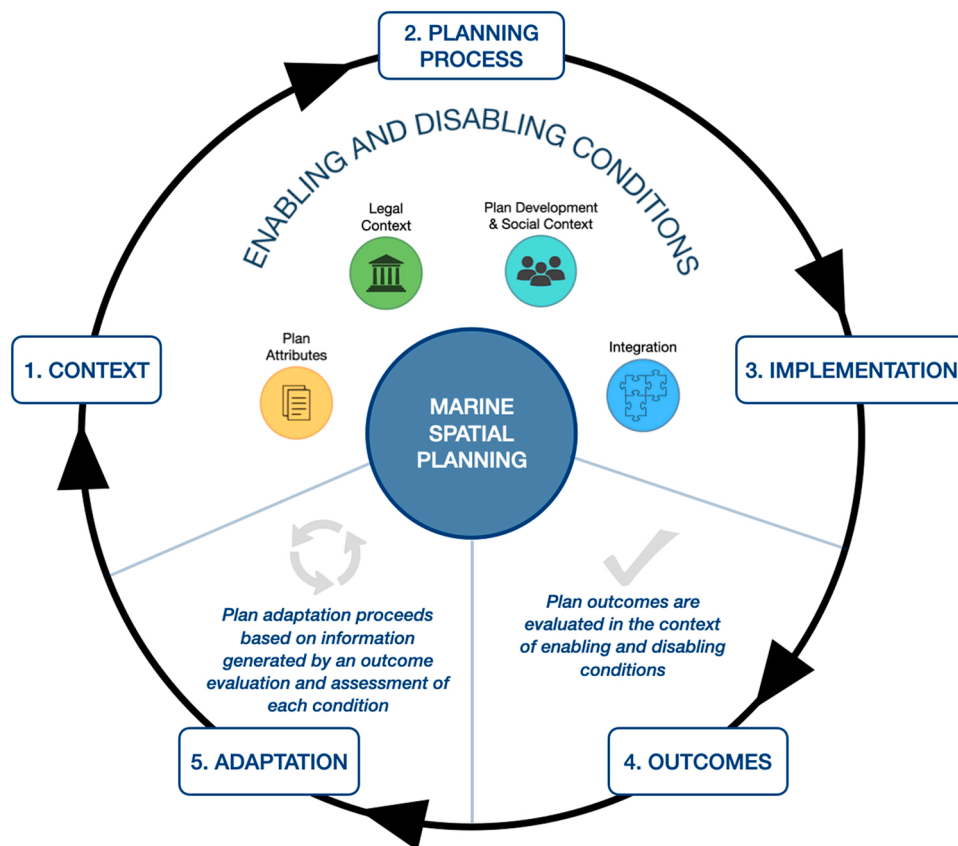 2. PLANNING
PROCESS
ENABLING AND DISABLING CONDITIONS
Legal
Context
Plan Development
& Social Context
Plan
Attributes
Integration
1. CONTEXT
3. IMPLEMENTATION
MARINE
SPATIAL
PLANNING
Plan adaptation proceeds
based on information
generated by an outcome
evaluation and assessment of
each condition
Plan outcomes are
evaluated in the context
of enabling and disabling
conditions
5. ADAPTATION
4. OUTCOMES